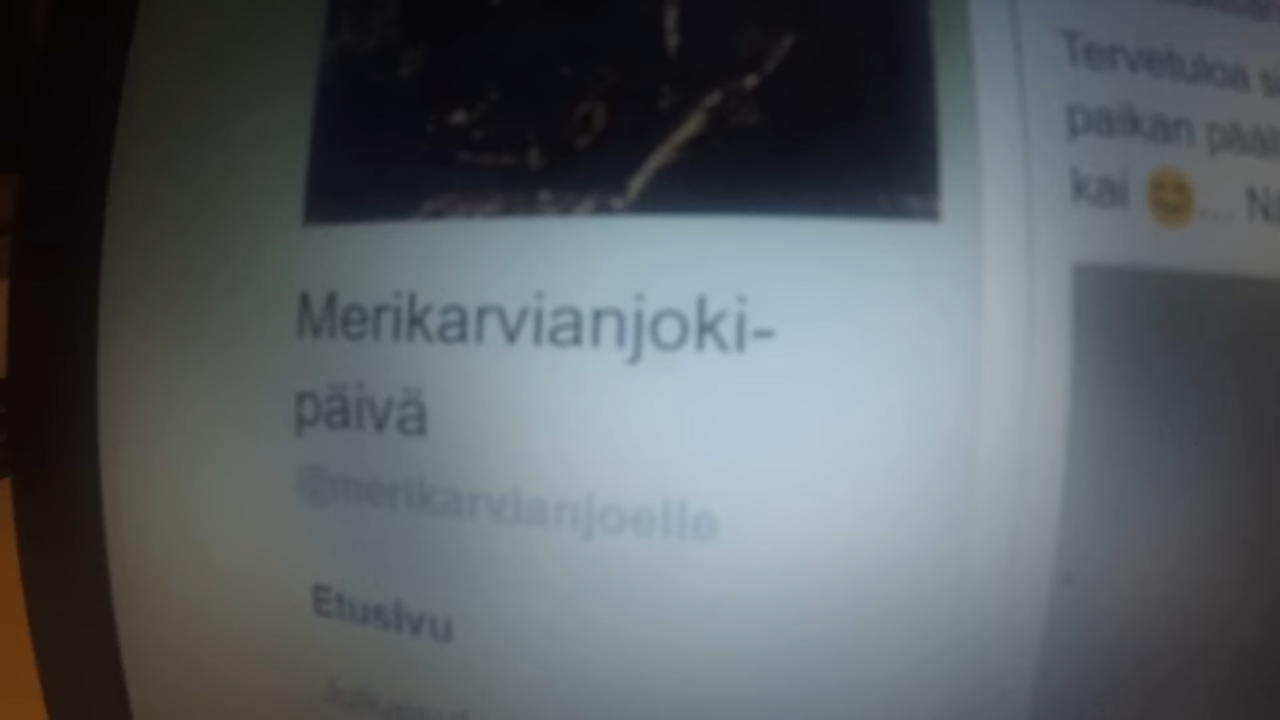 Merikarvianjoki-
päivä
@merikarvianjoelle
Etusivu
Tervetuloa
paikan
kai 😊...